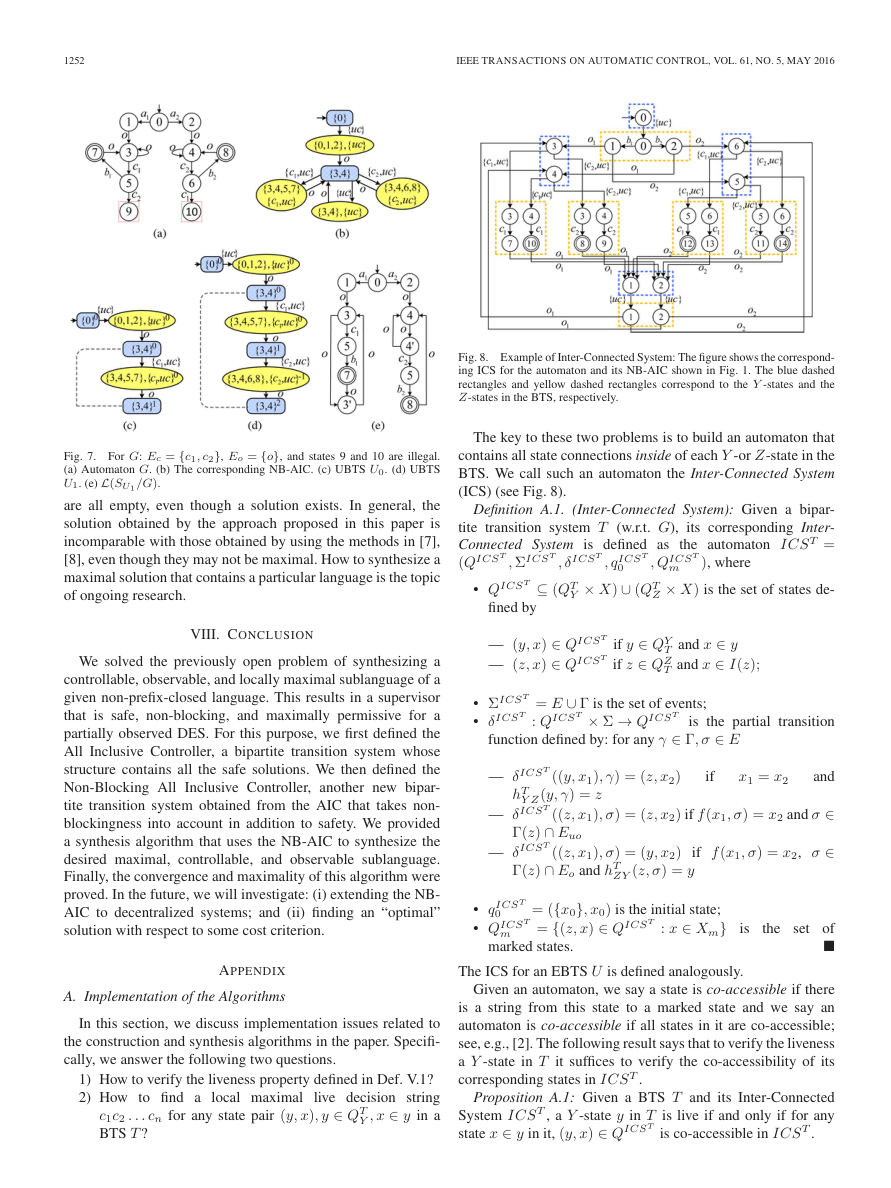 1252
IEEE TRANSACTIONS ON AUTOMATIC CONTROL, VOL. 61, NO. 5, MAY 2016
Fig. 7. For G: E_c = {c_1, c_2}, E_o = {o}, and states 9 and 10 are illegal.
(a) Automaton G. (b) The corresponding NB-AIC. (c) UBTS U_0. (d) UBTS
U_1. (e) L(S_{U_1}/G).
are all empty, even though a solution exists. In general, the
solution obtained by the approach proposed in this paper is
incomparable with those obtained by using the methods in [7],
[8], even though they may not be maximal. How to synthesize a
maximal solution that contains a particular language is the topic
of ongoing research.
VIII. CONCLUSION
We solved the previously open problem of synthesizing a
controllable, observable, and locally maximal sublanguage of a
given non-prefix-closed language. This results in a supervisor
that is safe, non-blocking, and maximally permissive for a
partially observed DES. For this purpose, we first defined the
All Inclusive Controller, a bipartite transition system whose
structure contains all the safe solutions. We then defined the
Non-Blocking All Inclusive Controller, another new bipar-
tite transition system obtained from the AIC that takes non-
blockingness into account in addition to safety. We provided
a synthesis algorithm that uses the NB-AIC to synthesize the
desired maximal, controllable, and observable sublanguage.
Finally, the convergence and maximality of this algorithm were
proved. In the future, we will investigate: (i) extending the NB-
AIC to decentralized systems; and (ii) finding an “optimal”
solution with respect to some cost criterion.
APPENDIX
A. Implementation of the Algorithms
In this section, we discuss implementation issues related to
the construction and synthesis algorithms in the paper. Specifi-
cally, we answer the following two questions.
1) How to verify the liveness property defined in Def. V.1?
2) How to find a local maximal live decision string
c_1c_2 . . . c_n for any state pair (y, x), y ∈ Q_Y^T, x ∈ y in a
BTS T?
Fig. 8. Example of Inter-Connected System: The figure shows the correspond-
ing ICS for the automaton and its NB-AIC shown in Fig. 1. The blue dashed
rectangles and yellow dashed rectangles correspond to the Y-states and the
Z-states in the BTS, respectively.
The key to these two problems is to build an automaton that
contains all state connections inside of each Y-or Z-state in the
BTS. We call such an automaton the Inter-Connected System
(ICS) (see Fig. 8).
Definition A.1. (Inter-Connected System): Given a bipar-
tite transition system T (w.r.t. G), its corresponding Inter-
Connected System is defined as the automaton ICS^T =
(Q^{ICS^T}, Σ^{ICS^T}, δ^{ICS^T}, q_0^{ICS^T}, Q_m^{ICS^T}), where
• Q^{ICS^T} ⊆ (Q_Y^T × X) ∪ (Q_Z^T × X) is the set of states de-
fined by
— (y, x) ∈ Q^{ICS^T} if y ∈ Q_T^Y and x ∈ y
— (z, x) ∈ Q^{ICS^T} if z ∈ Q_T^Z and x ∈ I(z);
• Σ^{ICS^T} = E ∪ Γ is the set of events;
• δ^{ICS^T} : Q^{ICS^T} × Σ → Q^{ICS^T} is the partial transition
function defined by: for any γ ∈ Γ, σ ∈ E
— δ^{ICS^T}((y, x_1), γ) = (z, x_2) if x_1 = x_2 and
h_{YZ}^T(y, γ) = z
— δ^{ICS^T}((z, x_1), σ) = (z, x_2) if f(x_1, σ) = x_2 and σ ∈
Γ(z) ∩ E_{uo}
— δ^{ICS^T}((z, x_1), σ) = (y, x_2) if f(x_1, σ) = x_2, σ ∈
Γ(z) ∩ E_o and h_{ZY}^T(z, σ) = y
• q_0^{ICS^T} = ({x_0}, x_0) is the initial state;
• Q_m^{ICS^T} = {(z, x) ∈ Q^{ICS^T} : x ∈ X_m} is the set of
marked states. ■
The ICS for an EBTS U is defined analogously.
Given an automaton, we say a state is co-accessible if there
is a string from this state to a marked state and we say an
automaton is co-accessible if all states in it are co-accessible;
see, e.g., [2]. The following result says that to verify the liveness
a Y-state in T it suffices to verify the co-accessibility of its
corresponding states in ICS^T.
Proposition A.1: Given a BTS T and its Inter-Connected
System ICS^T, a Y-state y in T is live if and only if for any
state x ∈ y in it, (y, x) ∈ Q^{ICS^T} is co-accessible in ICS^T.